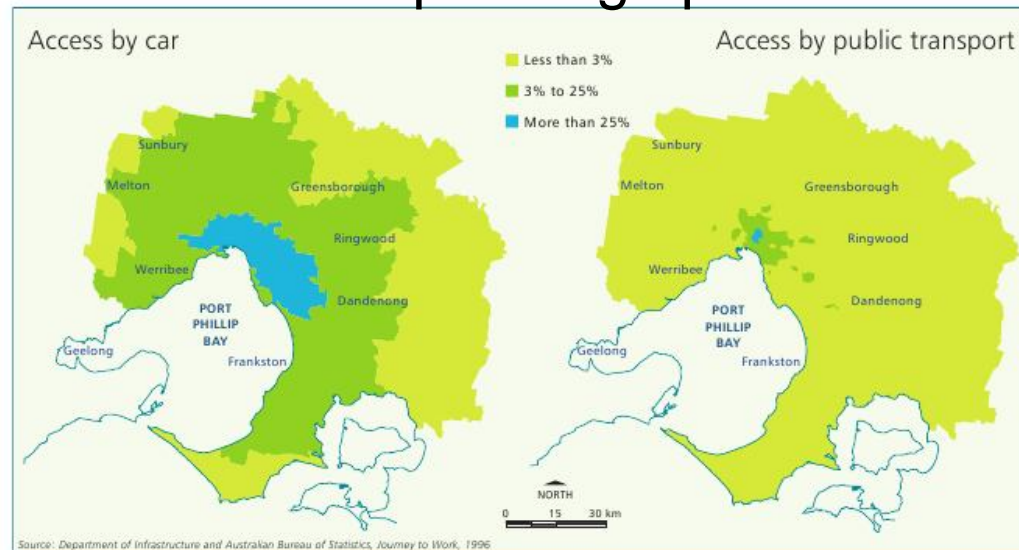 Access by car
Access by public transport
Less than 3%
3% to 25%
More than 25%
Sunbury
Melton
Greensborough
Ringwood
Werribee
Dandenong
PORT
PHILLIP
BAY
Geelong
Frankston
Sunbury
Melton
Greensborough
Ringwood
Werribee
Dandenong
PORT
PHILLIP
BAY
Geelong
Frankston
NORTH
0 15 30 km
Source: Department of Infrastructure and Australian Bureau of Statistics, Journey to Work, 1996